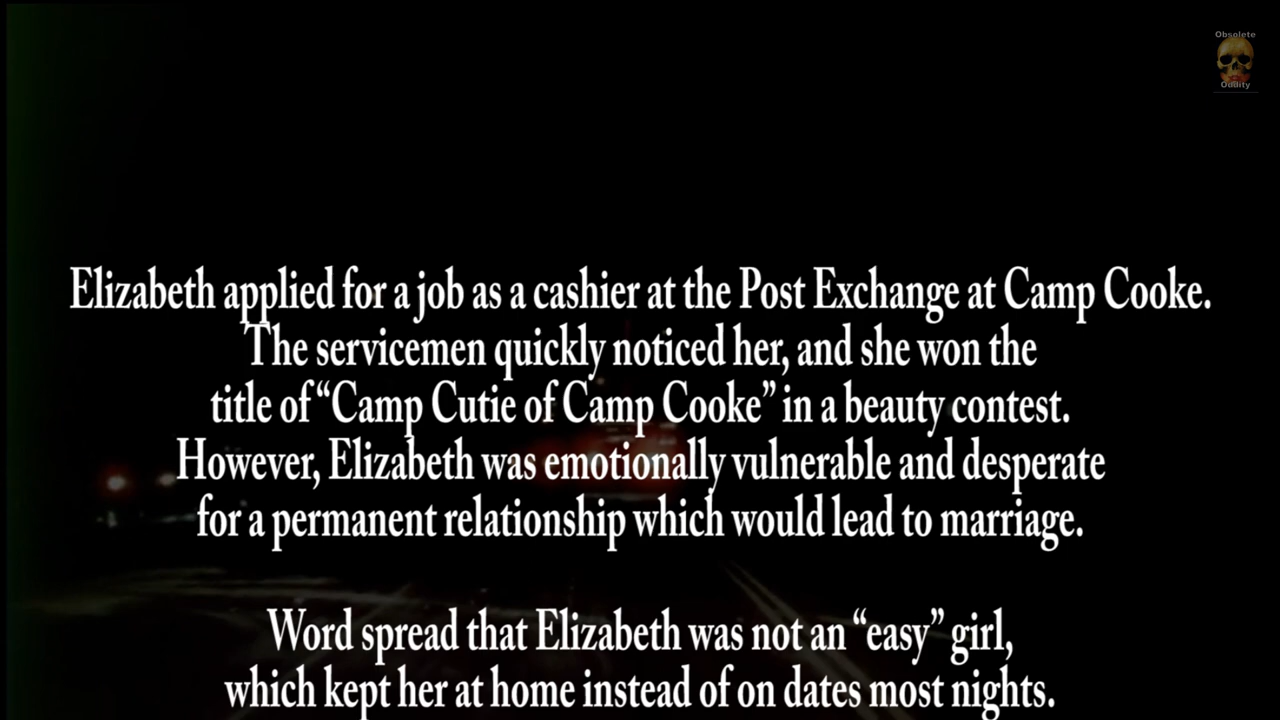 Obsolete
Oddity
Elizabeth applied for a job as a cashier at the Post Exchange at Camp Cooke.
The servicemen quickly noticed her, and she won the
title of “Camp Cutie of Camp Cooke” in a beauty contest.
However, Elizabeth was emotionally vulnerable and desperate
for a permanent relationship which would lead to marriage.
Word spread that Elizabeth was not an “easy” girl,
which kept her at home instead of on dates most nights.